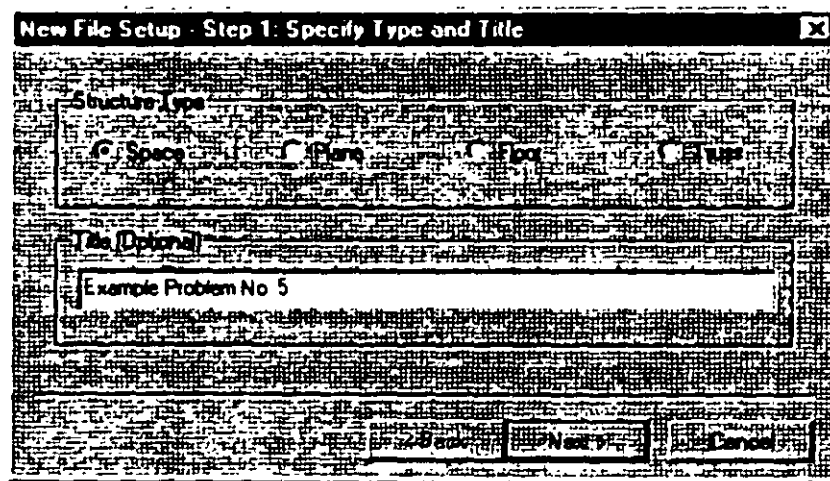 New File Setup - Step 1: Specify Type and Title
Structure Type
Space Plane Floor Truss
Title (Optional)
Example Problem No 5
< Back Next > Cancel